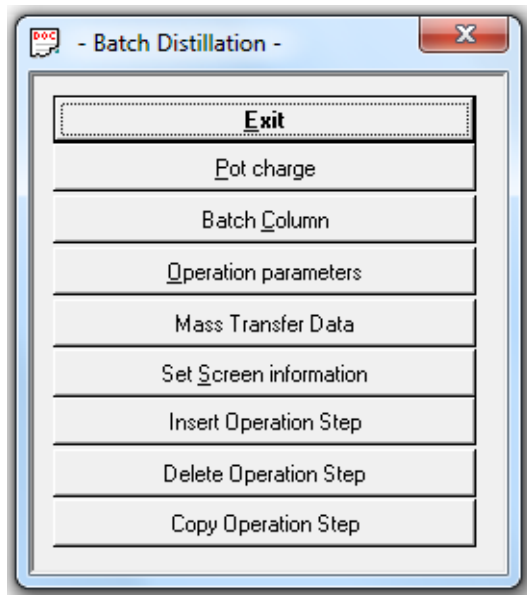 - Batch Distillation -
Exit
Pot charge
Batch Column
Operation parameters
Mass Transfer Data
Set Screen information
Insert Operation Step
Delete Operation Step
Copy Operation Step